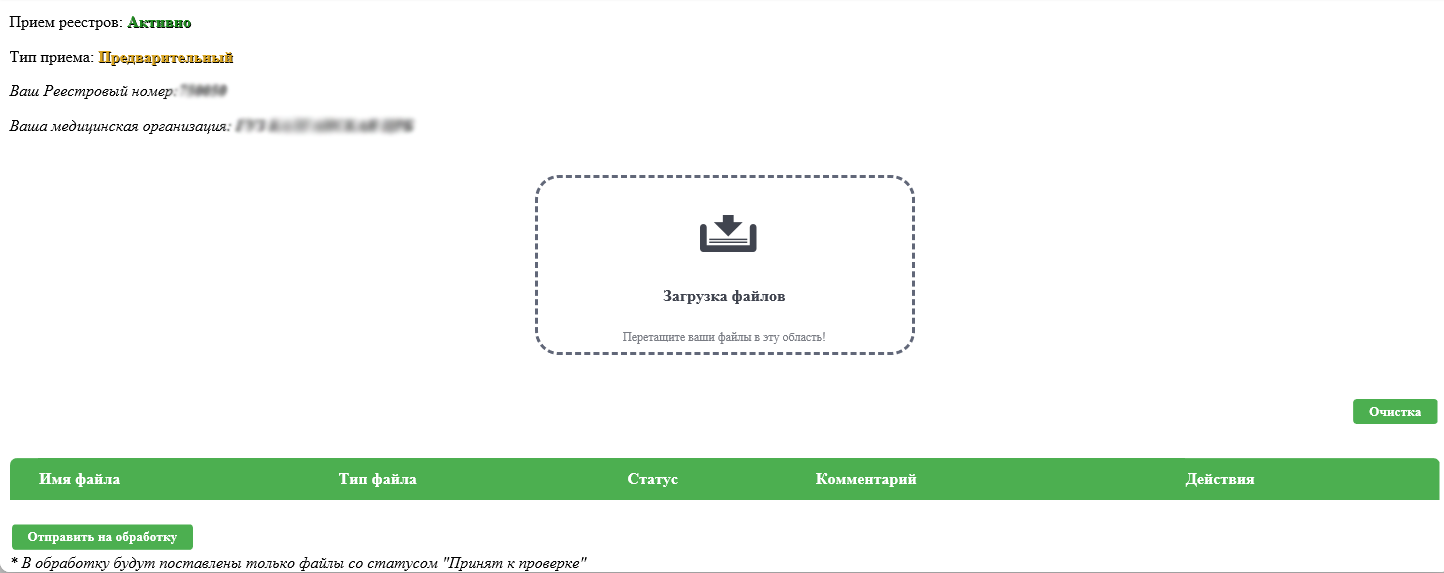 Прием реестров: Активно
Тип приема: Предварительный
Ваш Реестровый номер:
Ваша медицинская организация:
Загрузка файлов
Перетащите ваши файлы в эту область!
Очистка
Имя файла Тип файла Статус Комментарий Действия
Отправить на обработку
* В обработку будут поставлены только файлы со статусом "Принят к проверке"